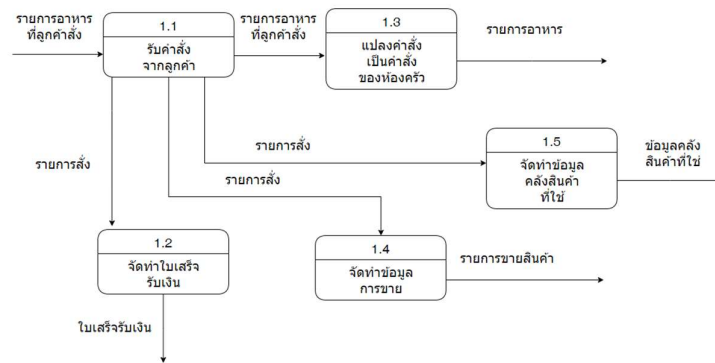 รายการอาหาร
ที่ลูกค้าสั่ง
1.1
รับคำสั่ง
จากลูกค้า
รายการอาหาร
ที่ลูกค้าสั่ง
1.3
แปลงคำสั่ง
เป็นคำสั่ง
ของห้องครัว
รายการอาหาร
รายการสั่ง
รายการสั่ง
รายการสั่ง
1.5
จัดทำข้อมูล
คลังสินค้า
ที่ใช้
ข้อมูลคลัง
สินค้าที่ใช่
1.2
จัดทำใบเสร็จ
รับเงิน
1.4
จัดทำข้อมูล
การขาย
รายการขายสินค้า
ใบเสร็จรับเงิน